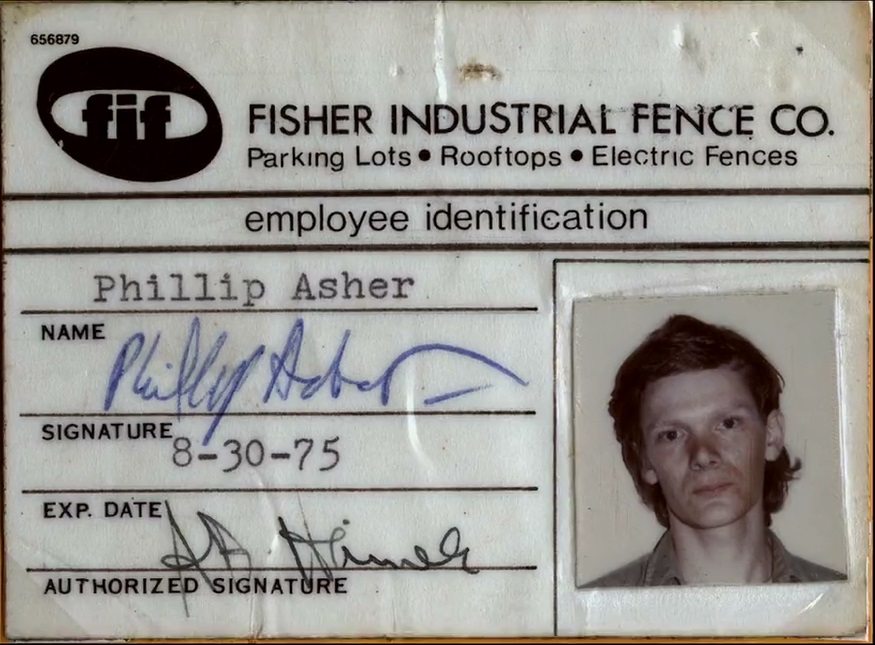 656879
fif
FISHER INDUSTRIAL FENCE CO.
Parking Lots • Rooftops • Electric Fences
employee identification
Phillip Asher
NAME
Phillip Asher
SIGNATURE
8-30-75
EXP. DATE
AUTHORIZED SIGNATURE